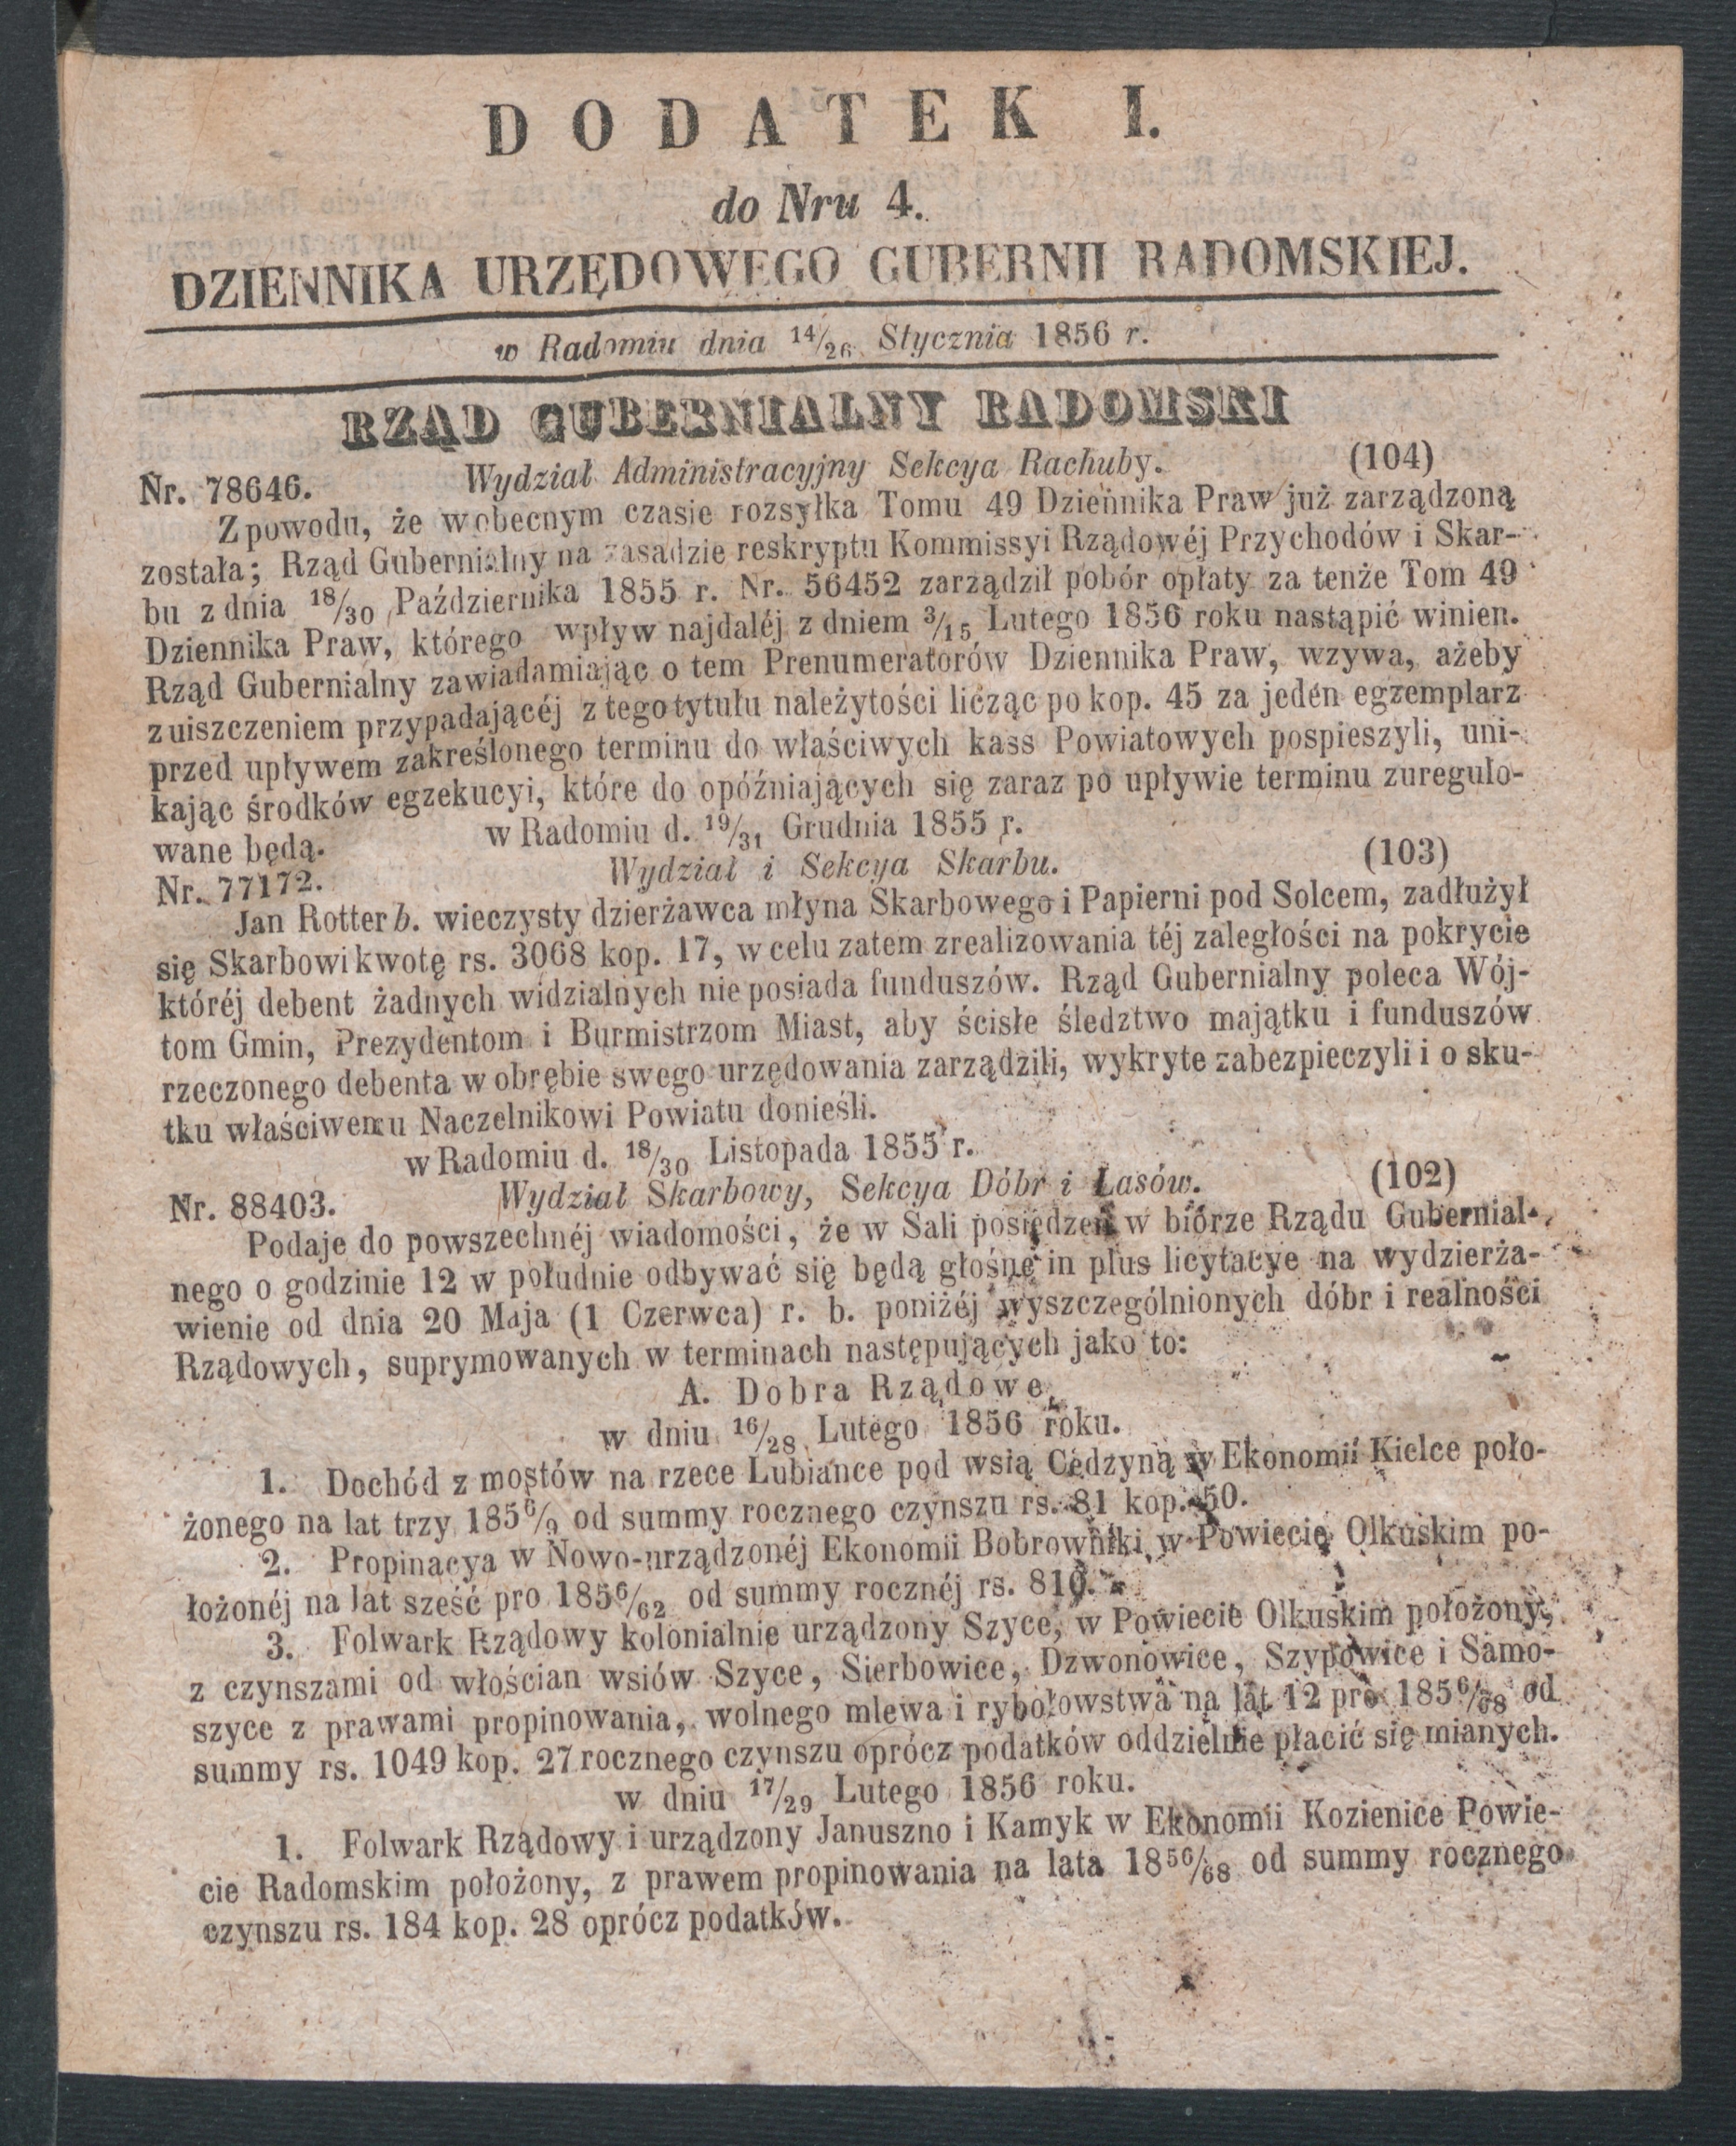 DODATEK I.
do Nru 4.
DZIENNIKA URZĘDOWEGO GUBERNII RADOMSKIEJ.
w Radomiu dnia 14/26 Stycznia 1856 r.
RZĄD GUBERNIALNY RADOMSKI
Nr. 78646. Wydział Administracyjny Sekcya Rachuby. (104)
Z powodu, że w obecnym czasie rozsyłka Tomu 49 Dziennika Praw już zarządzoną
została; Rząd Gubernialny na zasadzie reskryptu Kommissyi Rządowéj Przychodów i Skar-
bu z dnia 18/30 Października 1855 r. Nr. 56452 zarządził pobór opłaty za tenże Tom 49
Dziennika Praw, którego wpływ najdaléj z dniem 3/15 Lutego 1856 roku nastąpić winien.
Rząd Gubernialny zawiadamiając o tem Prenumeratorów Dziennika Praw, wzywa, ażeby
z uiszczeniem przypadającéj z tego tytułu należytości licząc po kop. 45 za jeden egzemplarz
przed upływem zakreślonego terminu do właściwych kass Powiatowych pospieszyli, uni-
kając środków egzekucyi, które do opóźniających się zaraz po upływie terminu zuregulo-
wane będą. w Radomiu d. 19/31 Grudnia 1855 r.
Nr. 77172. Wydział i Sekcya Skarbu. (103)
Jan Rotter b. wieczysty dzierżawca młyna Skarbowego i Papierni pod Solcem, zadłużył
się Skarbowi kwotę rs. 3068 kop. 17, w celu zatem zrealizowania téj zaległości na pokrycie
któréj debent żadnych widzialnych nie posiada funduszów. Rząd Gubernialny poleca Wój-
tom Gmin, Prezydentom i Burmistrzom Miast, aby ścisłe śledztwo majątku i funduszów
rzeczonego debenta w obrębie swego urzędowania zarządzili, wykryte zabezpieczyli i o sku-
tku właściwemu Naczelnikowi Powiatu donieśli.
w Radomiu d. 18/30 Listopada 1855 r.
Nr. 88403. Wydział Skarbowy, Sekcya Dóbr i Lasów. (102)
Podaje do powszechnéj wiadomości, że w Sali posiedzeń w biórze Rządu Gubernial-
nego o godzinie 12 w południe odbywać się będą głośne in plus licytacye na wydzierża-
wienie od dnia 20 Maja (1 Czerwca) r. b. poniżéj wyszczególnionych dóbr i realności
Rządowych, suprymowanych w terminach następujących jako to:
A. Dobra Rządowe,
w dniu 16/28 Lutego 1856 roku.
1. Dochód z mostów na rzece Lubiance pod wsią Cedzyną w Ekonomii Kielce poło-
żonego na lat trzy 1856/9 od summy rocznego czynszu rs. 81 kop. 50.
2. Propinacya w Nowo-urządzonéj Ekonomii Bobrowniki w Powiecie Olkuskim po-
łożonéj na lat sześć pro 1856/62 od summy rocznéj rs. 810.
3. Folwark Rządowy kolonialnie urządzony Szyce, w Powiecie Olkuskim położony,
z czynszami od włościan wsiów Szyce, Sierbowice, Dzwonowice, Szypowice i Samo-
szyce z prawami propinowania, wolnego mlewa i rybołowstwa na lat 12 pro 1856/68 od
summy rs. 1049 kop. 27 rocznego czynszu oprócz podatków oddzielnie płacić się mianych.
w dniu 17/29 Lutego 1856 roku.
1. Folwark Rządowy i urządzony Januszno i Kamyk w Ekonomii Kozienice Powie-
cie Radomskim położony, z prawem propinowania na lata 1856/68 od summy rocznego
czynszu rs. 184 kop. 28 oprócz podatków.